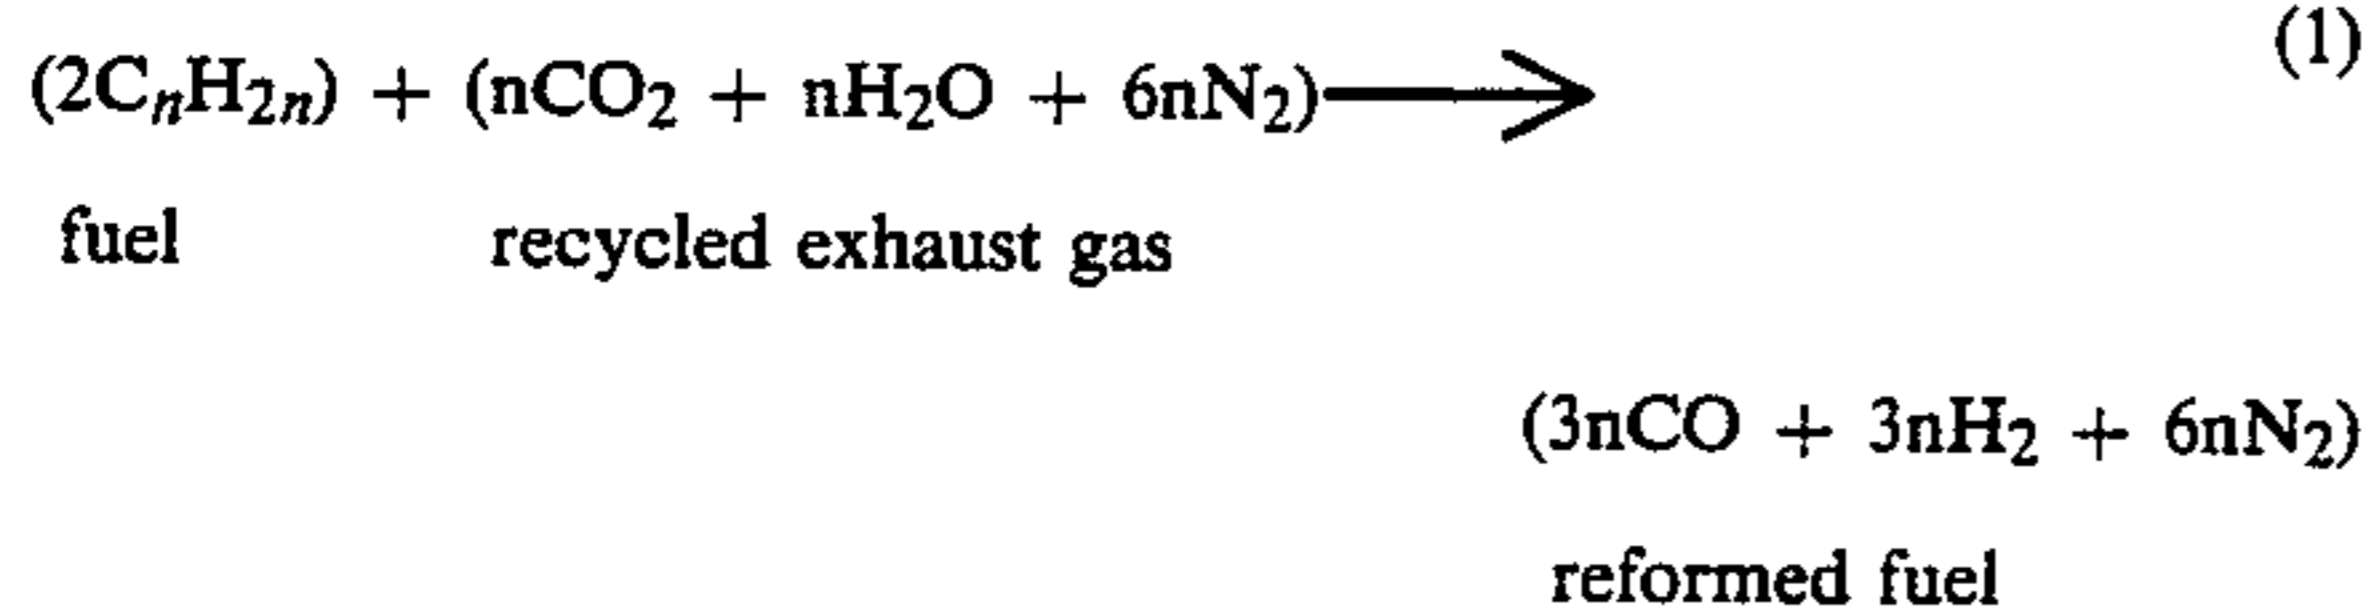 (2CₙH₂ₙ) + (nCO₂ + nH₂O + 6nN₂)⟶ (1)
fuel recycled exhaust gas
(3nCO + 3nH₂ + 6nN₂)
reformed fuel